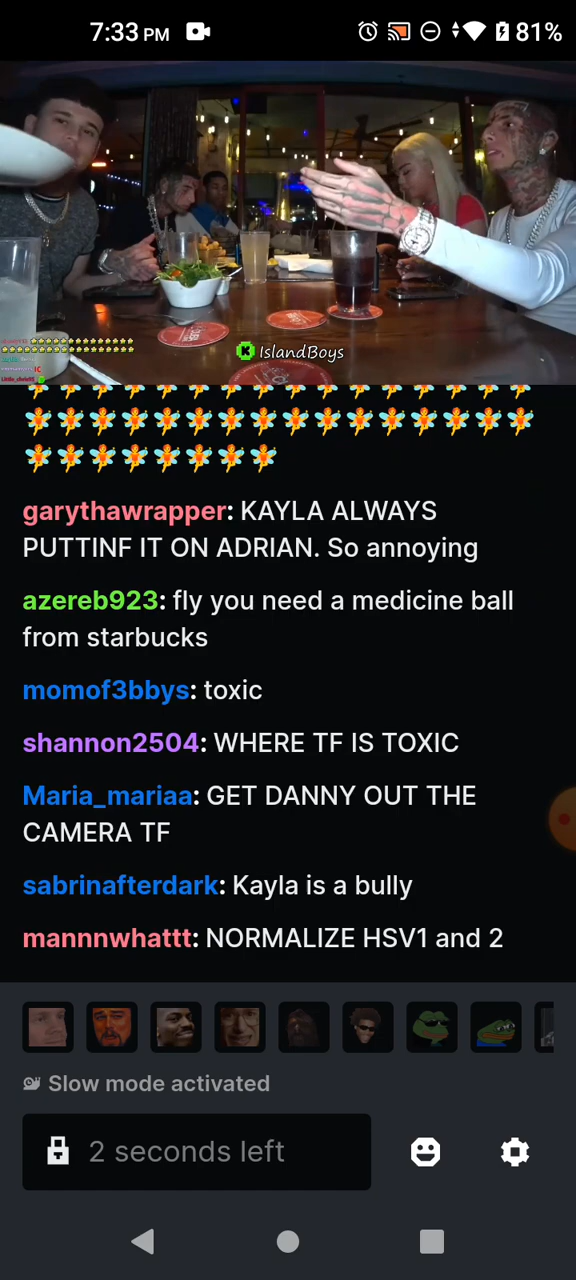 7:33 PM
81%
IslandBoys
garythawrapper: KAYLA ALWAYS
PUTTINF IT ON ADRIAN. So annoying
azereb923: fly you need a medicine ball
from starbucks
momof3bbys: toxic
shannon2504: WHERE TF IS TOXIC
Maria_mariaa: GET DANNY OUT THE
CAMERA TF
sabrinafterdark: Kayla is a bully
mannnwhattt: NORMALIZE HSV1 and 2
Slow mode activated
2 seconds left